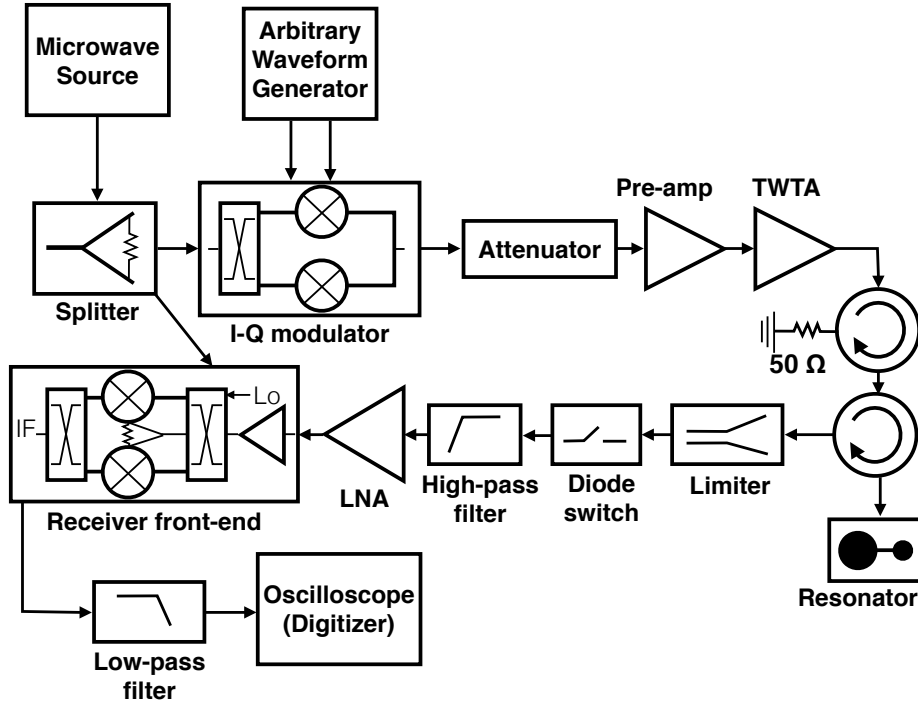 Microwave
Source
Arbitrary
Waveform
Generator
Pre-amp
TWTA
Attenuator
Splitter
I-Q modulator
50 Ω
Lo
IF
Receiver front-end
LNA
High-pass
filter
Diode
switch
Limiter
Resonator
Oscilloscope
(Digitizer)
Low-pass
filter